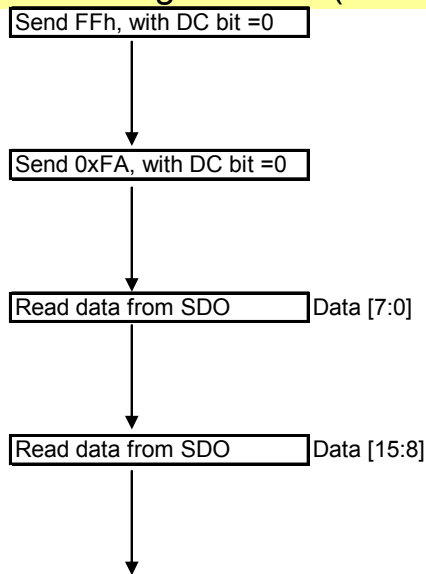 Send FFh, with DC bit =0
Send 0xFA, with DC bit =0
Read data from SDO Data [7:0]
Read data from SDO Data [15:8]